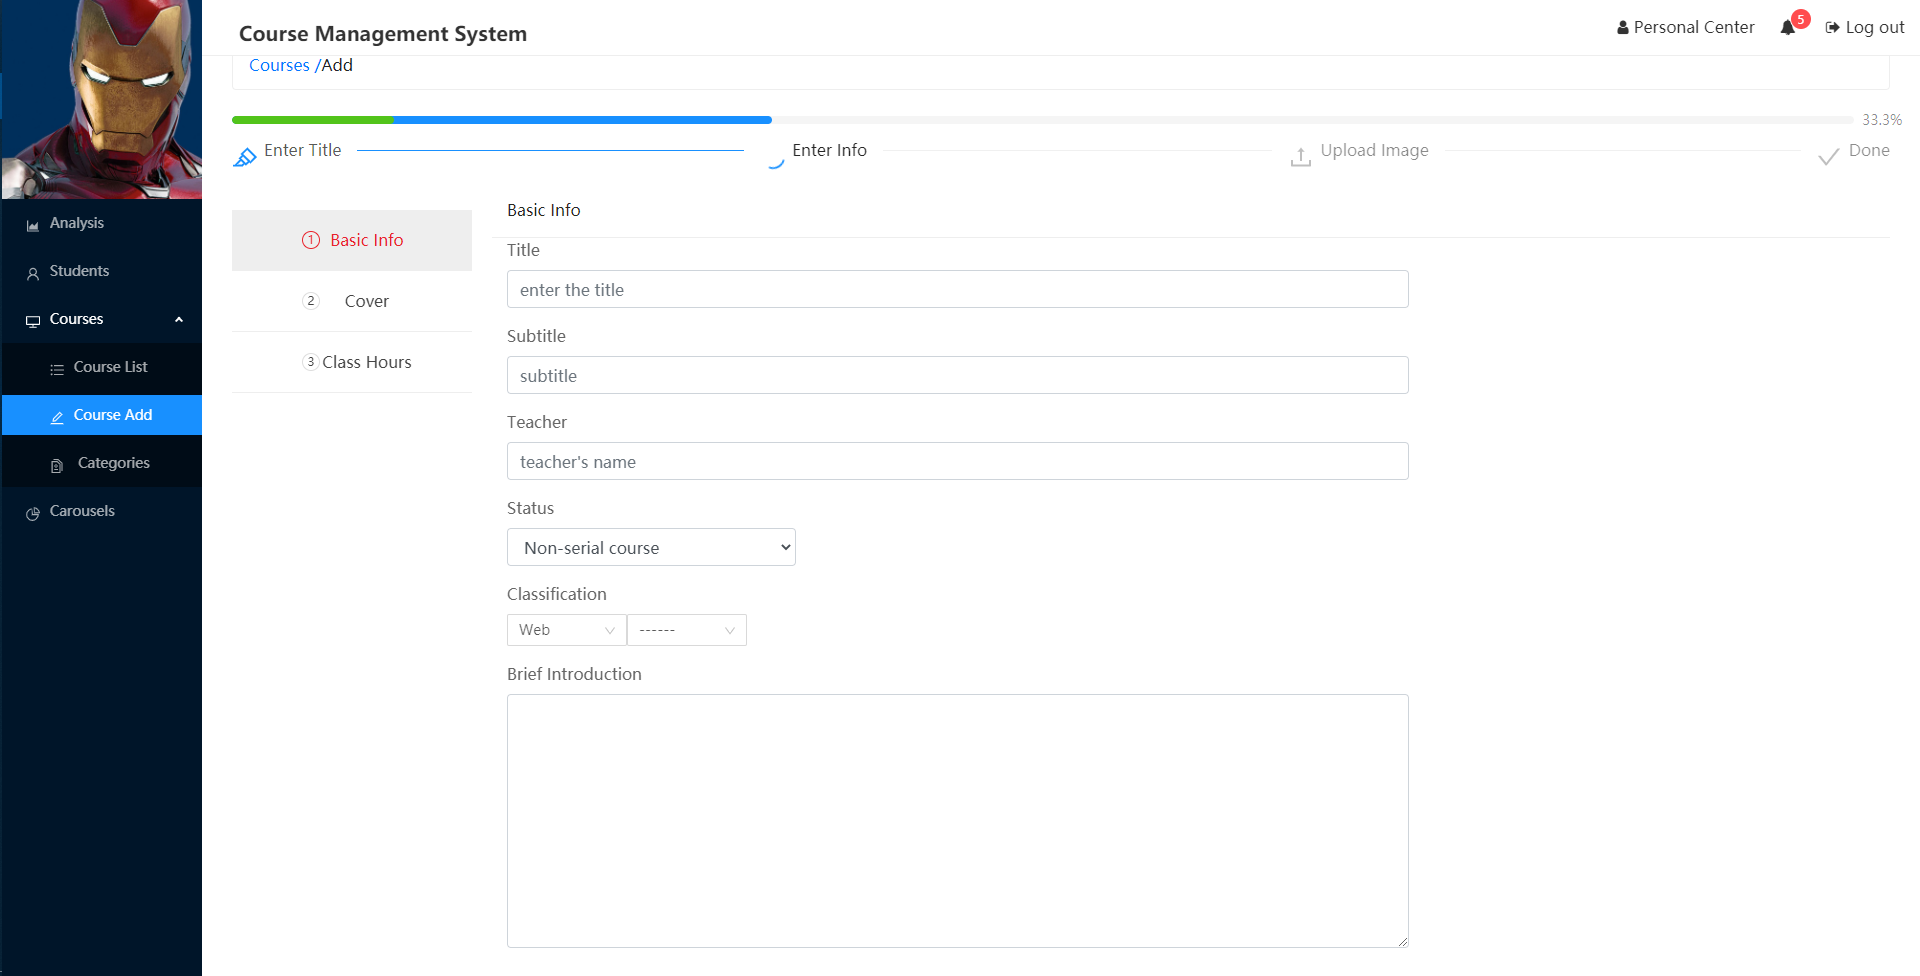 Course Management System
Personal Center
5
Log out
Courses /Add
33.3%
Enter Title
Enter Info
Upload Image
Done
Analysis
Students
Courses
Course List
Course Add
Categories
Carousels
1 Basic Info
2 Cover
3 Class Hours
Basic Info
Title
enter the title
Subtitle
subtitle
Teacher
teacher's name
Status
Non-serial course
Classification
Web ------
Brief Introduction